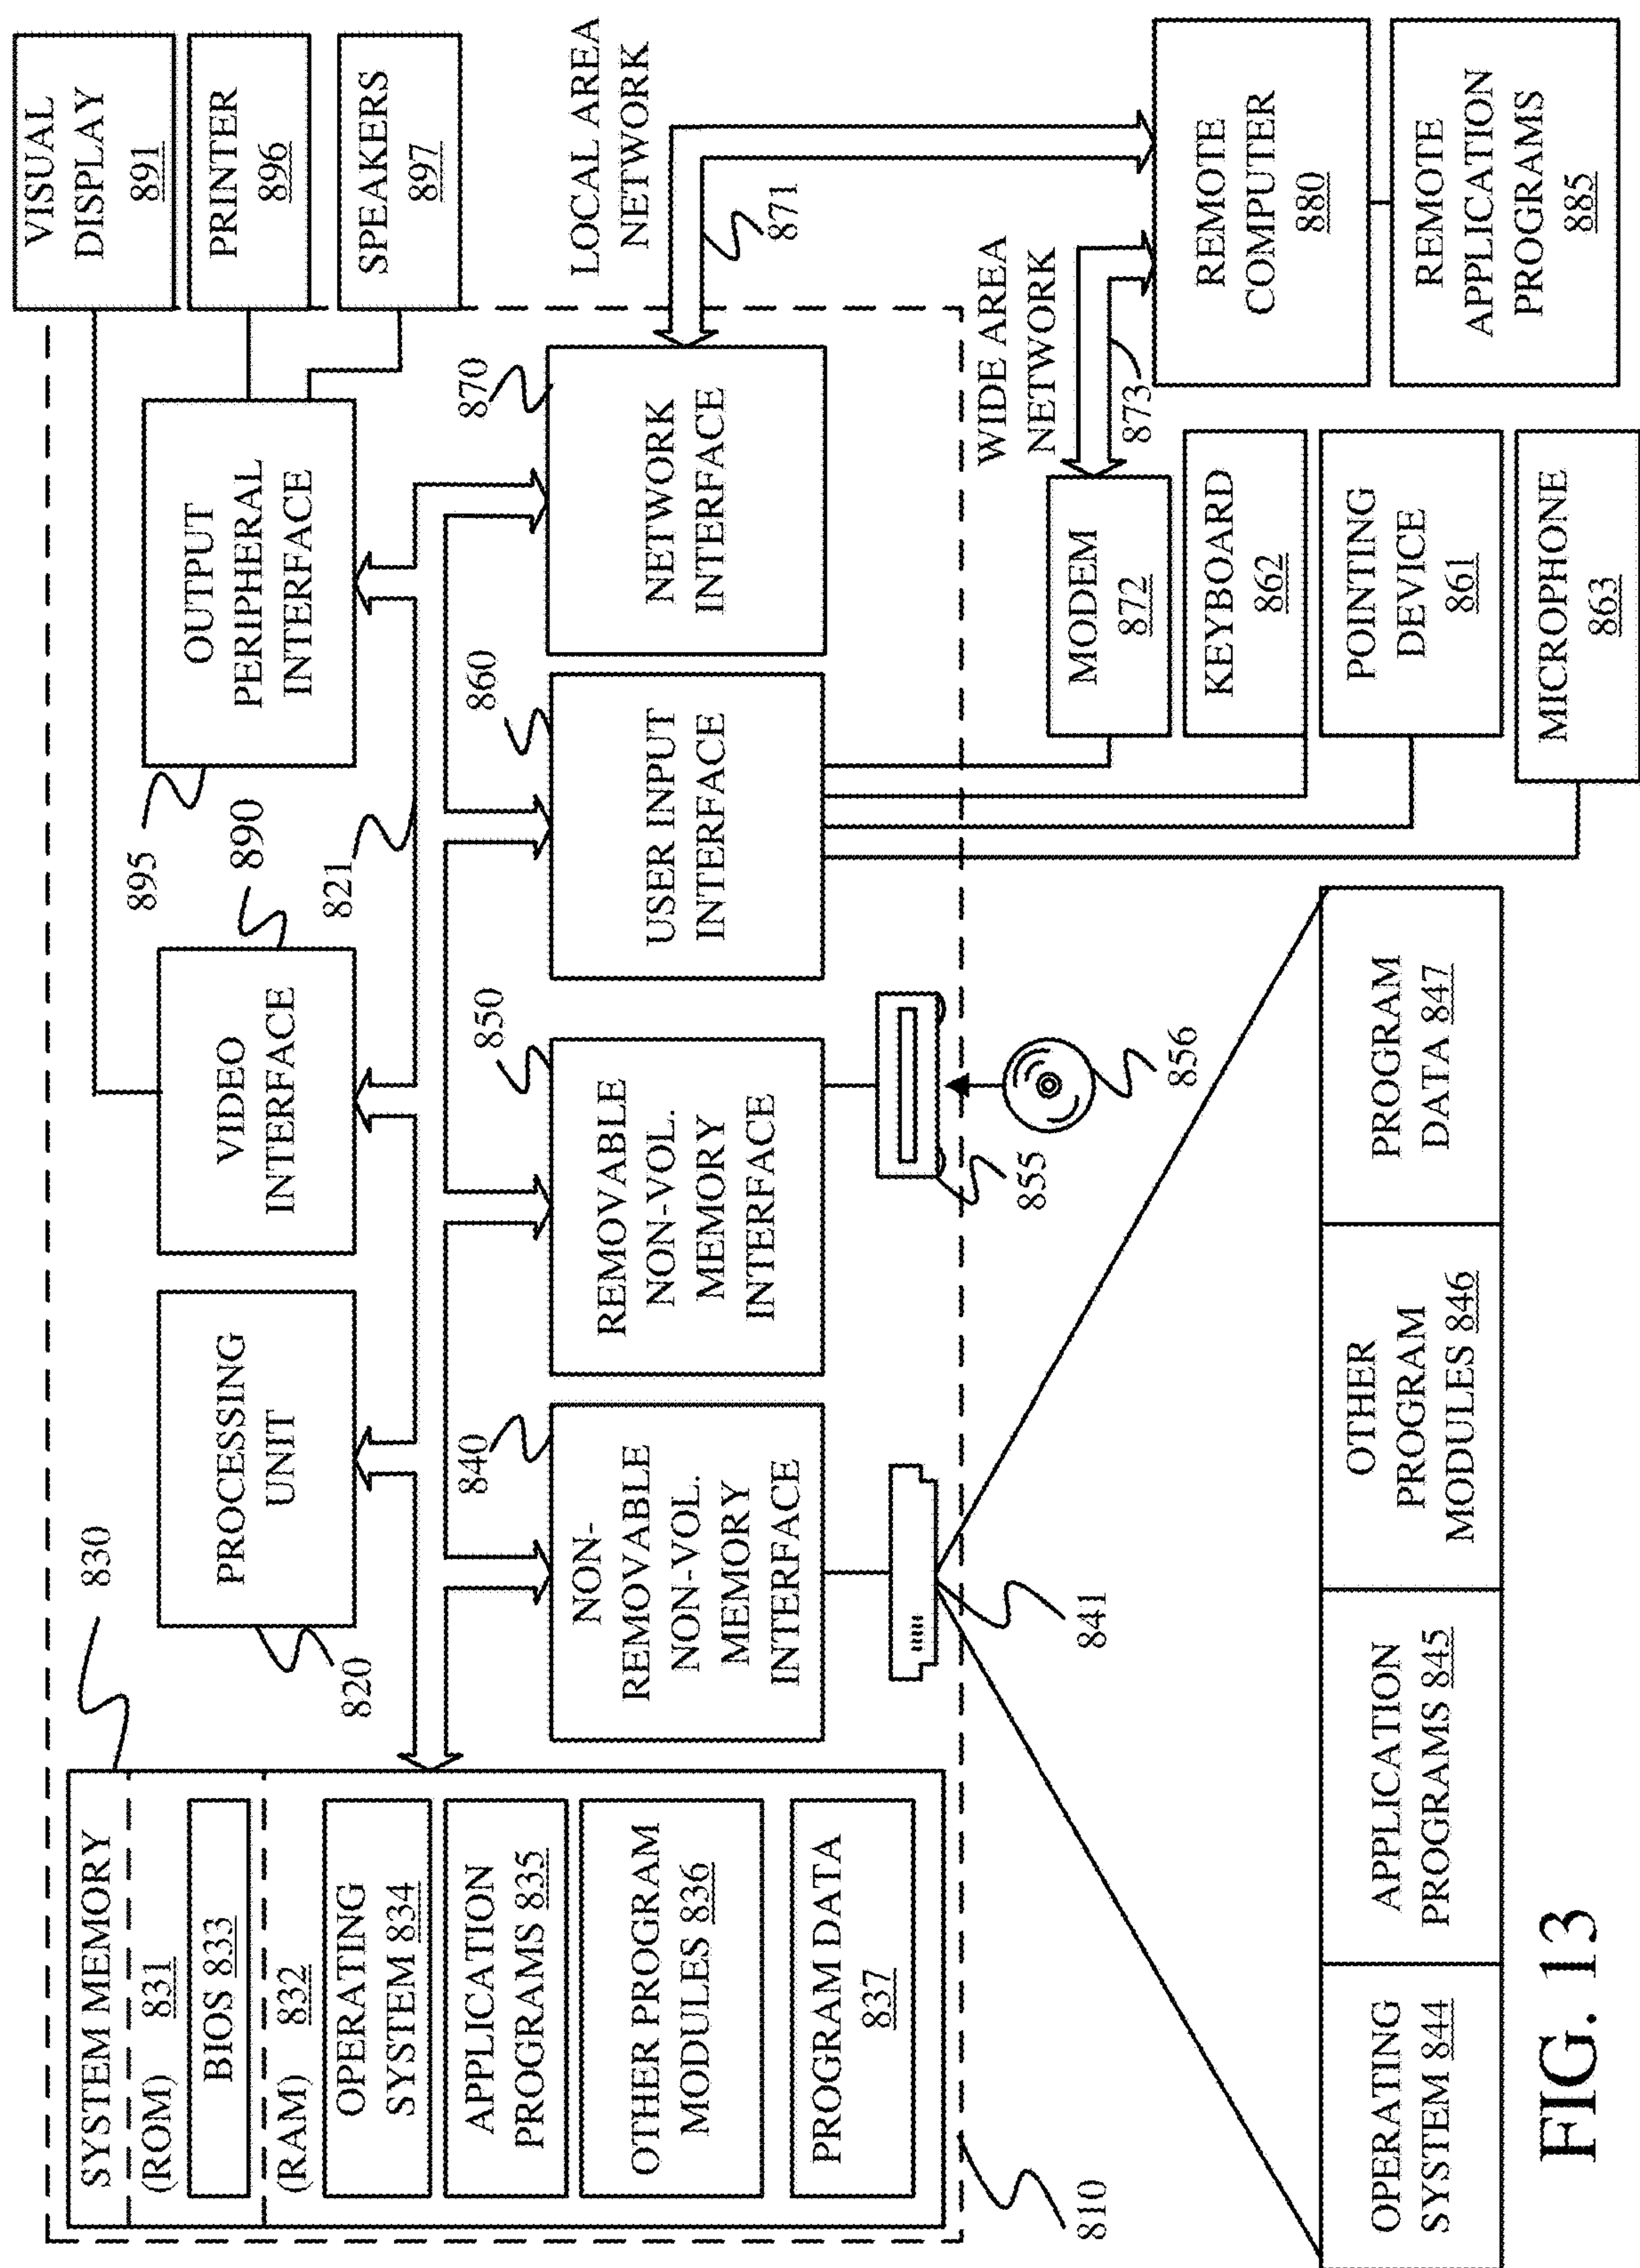 SYSTEM MEMORY
(ROM) 831
BIOS 833
(RAM) 832
OPERATING
SYSTEM 834
APPLICATION
PROGRAMS 835
OTHER PROGRAM
MODULES 836
PROGRAM DATA
837
830
820
PROCESSING
UNIT
890
VIDEO
INTERFACE
821
895
OUTPUT
PERIPHERAL
INTERFACE
VISUAL
DISPLAY
891
PRINTER
896
SPEAKERS
897
840
NON-
REMOVABLE
NON-VOL.
MEMORY
INTERFACE
850
REMOVABLE
NON-VOL.
MEMORY
INTERFACE
860
USER INPUT
INTERFACE
870
NETWORK
INTERFACE
LOCAL AREA
NETWORK
871
810
841
855
856
WIDE AREA
NETWORK
873
MODEM
872
KEYBOARD
862
POINTING
DEVICE
861
MICROPHONE
863
REMOTE
COMPUTER
880
REMOTE
APPLICATION
PROGRAMS
885
OPERATING
SYSTEM 844
APPLICATION
PROGRAMS 845
OTHER
PROGRAM
MODULES 846
PROGRAM
DATA 847
FIG. 13